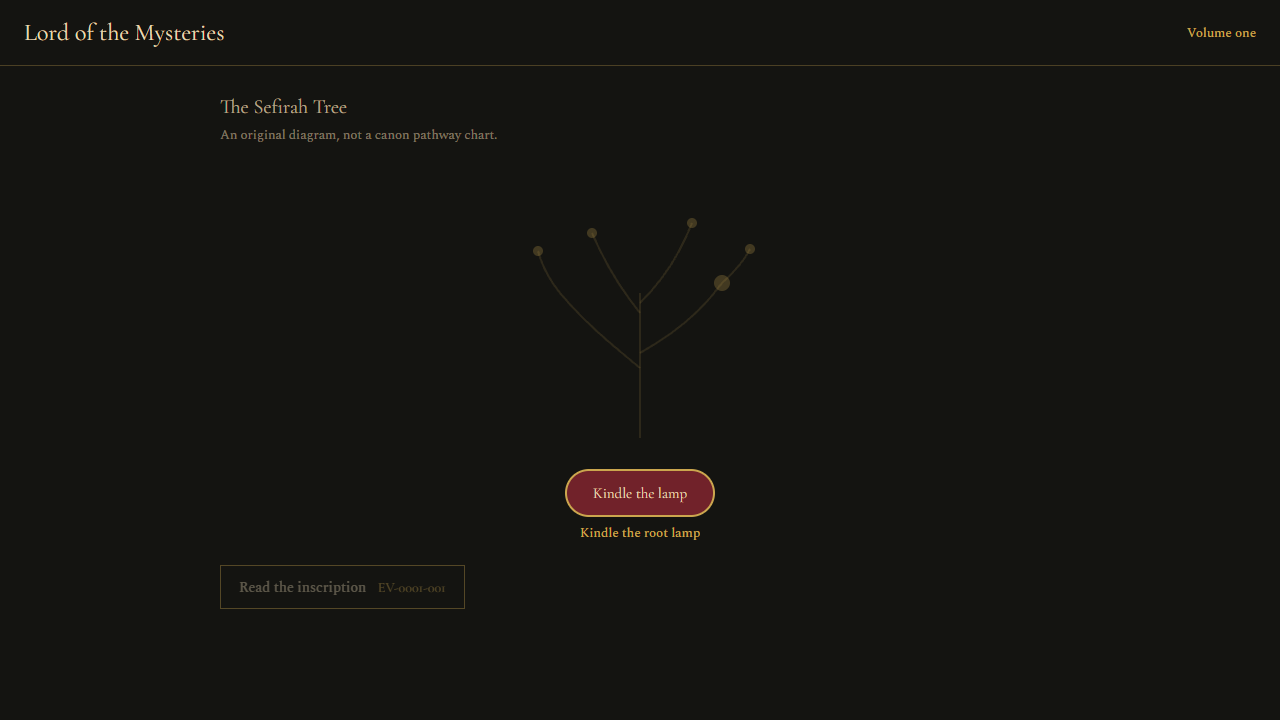 Lord of the Mysteries
Volume one
The Sefirah Tree
An original diagram, not a canon pathway chart.
Kindle the lamp
Kindle the root lamp
Read the inscription EV-0001-001